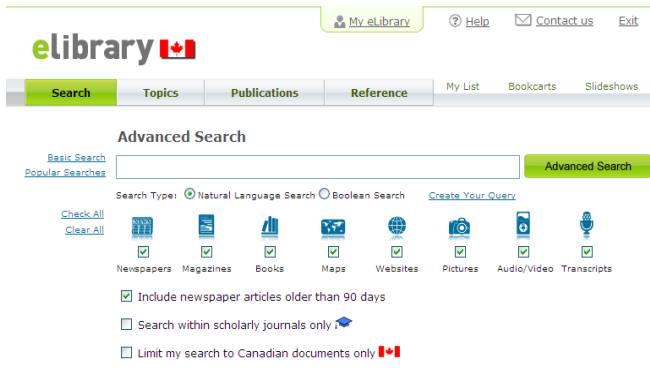 My eLibrary Help Contact us Exit
elibrary
Search Topics Publications Reference My List Bookcarts Slideshows
Advanced Search
Basic Search
Popular Searches
Advanced Search
Search Type: Natural Language Search Boolean Search Create Your Query
Check All
Clear All
NEWS
Newspapers Magazines Books Maps Websites Pictures Audio/Video Transcripts
Include newspaper articles older than 90 days
Search within scholarly journals only
Limit my search to Canadian documents only